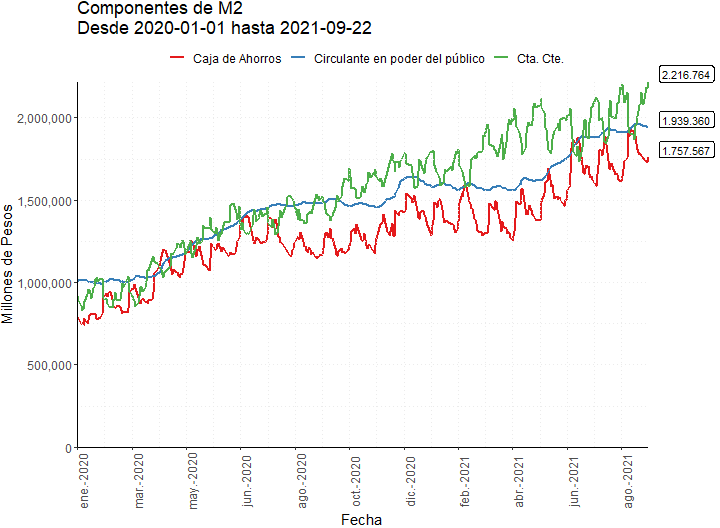 Componentes de M2
Desde 2020-01-01 hasta 2021-09-22
Caja de Ahorros Circulante en poder del público Cta. Cte.
2.216.764
1.939.360
1.757.567
2,000,000
1,500,000
1,000,000
500,000
0
Millones de Pesos
ene.-2020
mar.-2020
may.-2020
jun.-2020
ago.-2020
oct.-2020
dic.-2020
feb.-2021
abr.-2021
jun.-2021
ago.-2021
Fecha